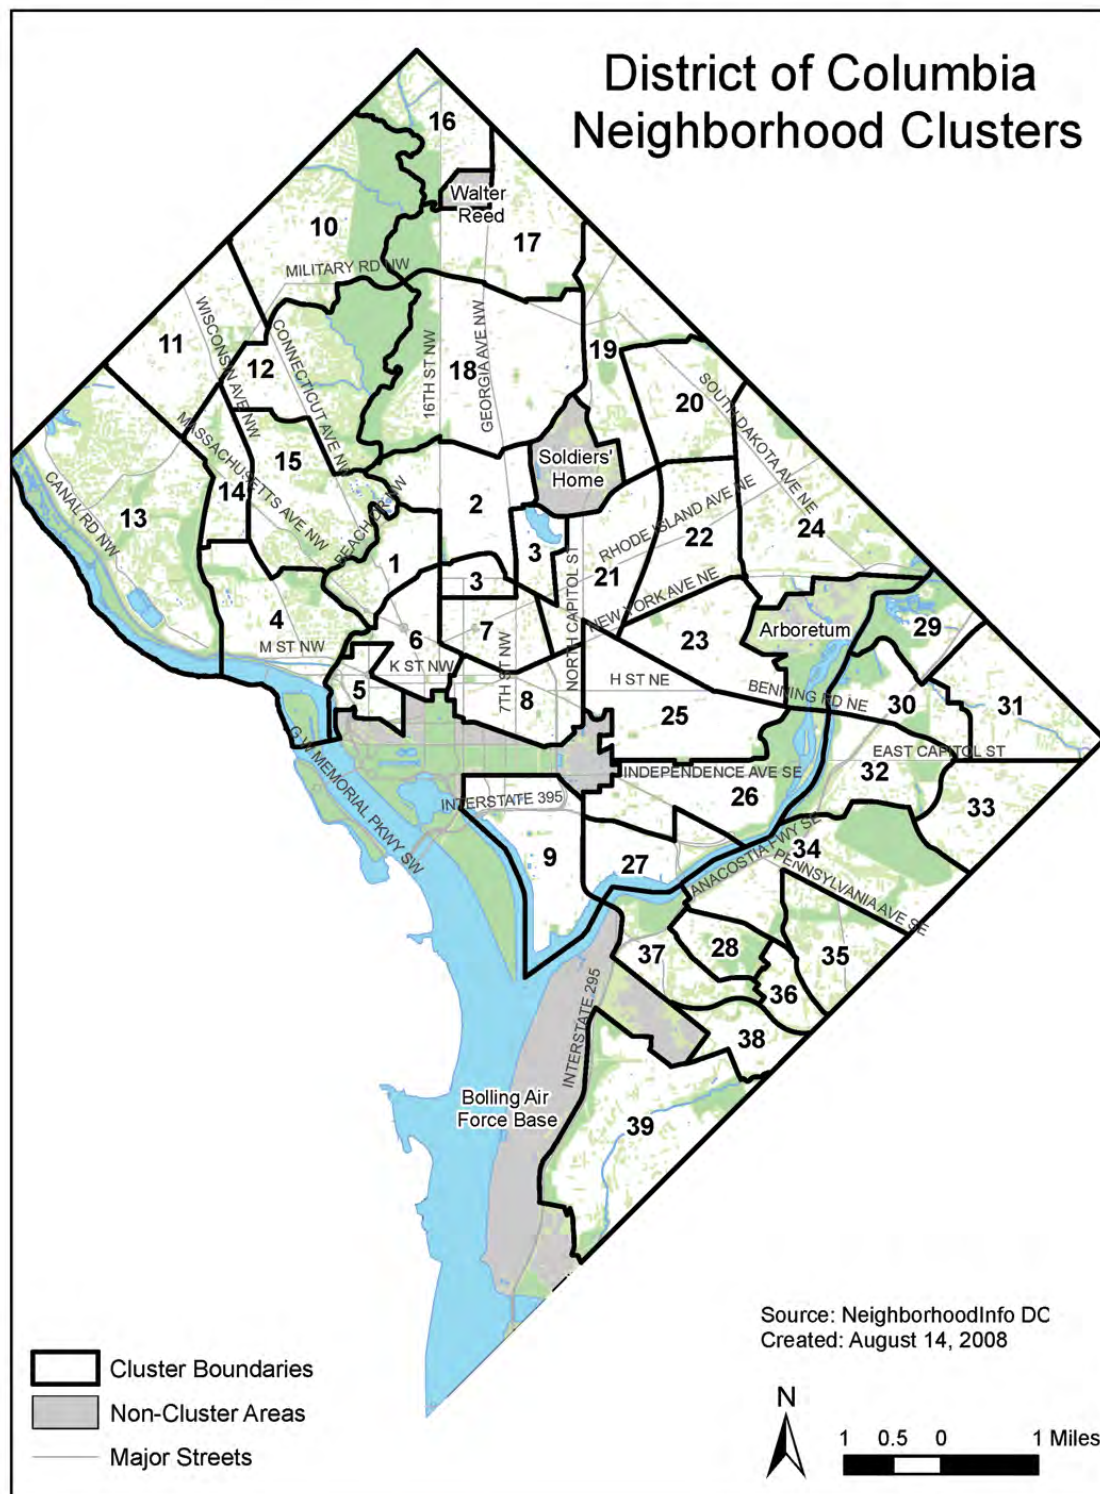 District of Columbia
Neighborhood Clusters
16
Walter
Reed
10
17
MILITARY RD NW
11
WISCONSIN AVE NW
CONNECTICUT AVE NW
12
16TH ST NW
GEORGIA AVE NW
18
19
20
SOUTH DAKOTA AVE NE
MASSACHUSETTS AVE NW
15
Soldiers'
Home
14
13
CANAL RD NW
2
RHODE ISLAND AVE NE
24
22
BEACH DR NW
1
3
3
NORTH CAPITOL ST
21
NEW YORK AVE NE
4
M ST NW
6
7
23
Arboretum
29
K ST NW
7TH ST NW
5
8
H ST NE
BENNING RD NE
30
31
25
G W MEMORIAL PKWY SW
EAST CAPITOL ST
INDEPENDENCE AVE SE
32
INTERSTATE 395
26
33
9
27
ANACOSTIA FWY SE
34
PENNSYLVANIA AVE SE
37
28
35
INTERSTATE 295
36
38
Bolling Air
Force Base
39
Source: NeighborhoodInfo DC
Created: August 14, 2008
Cluster Boundaries
Non-Cluster Areas
Major Streets
N
1 0.5 0 1 Miles